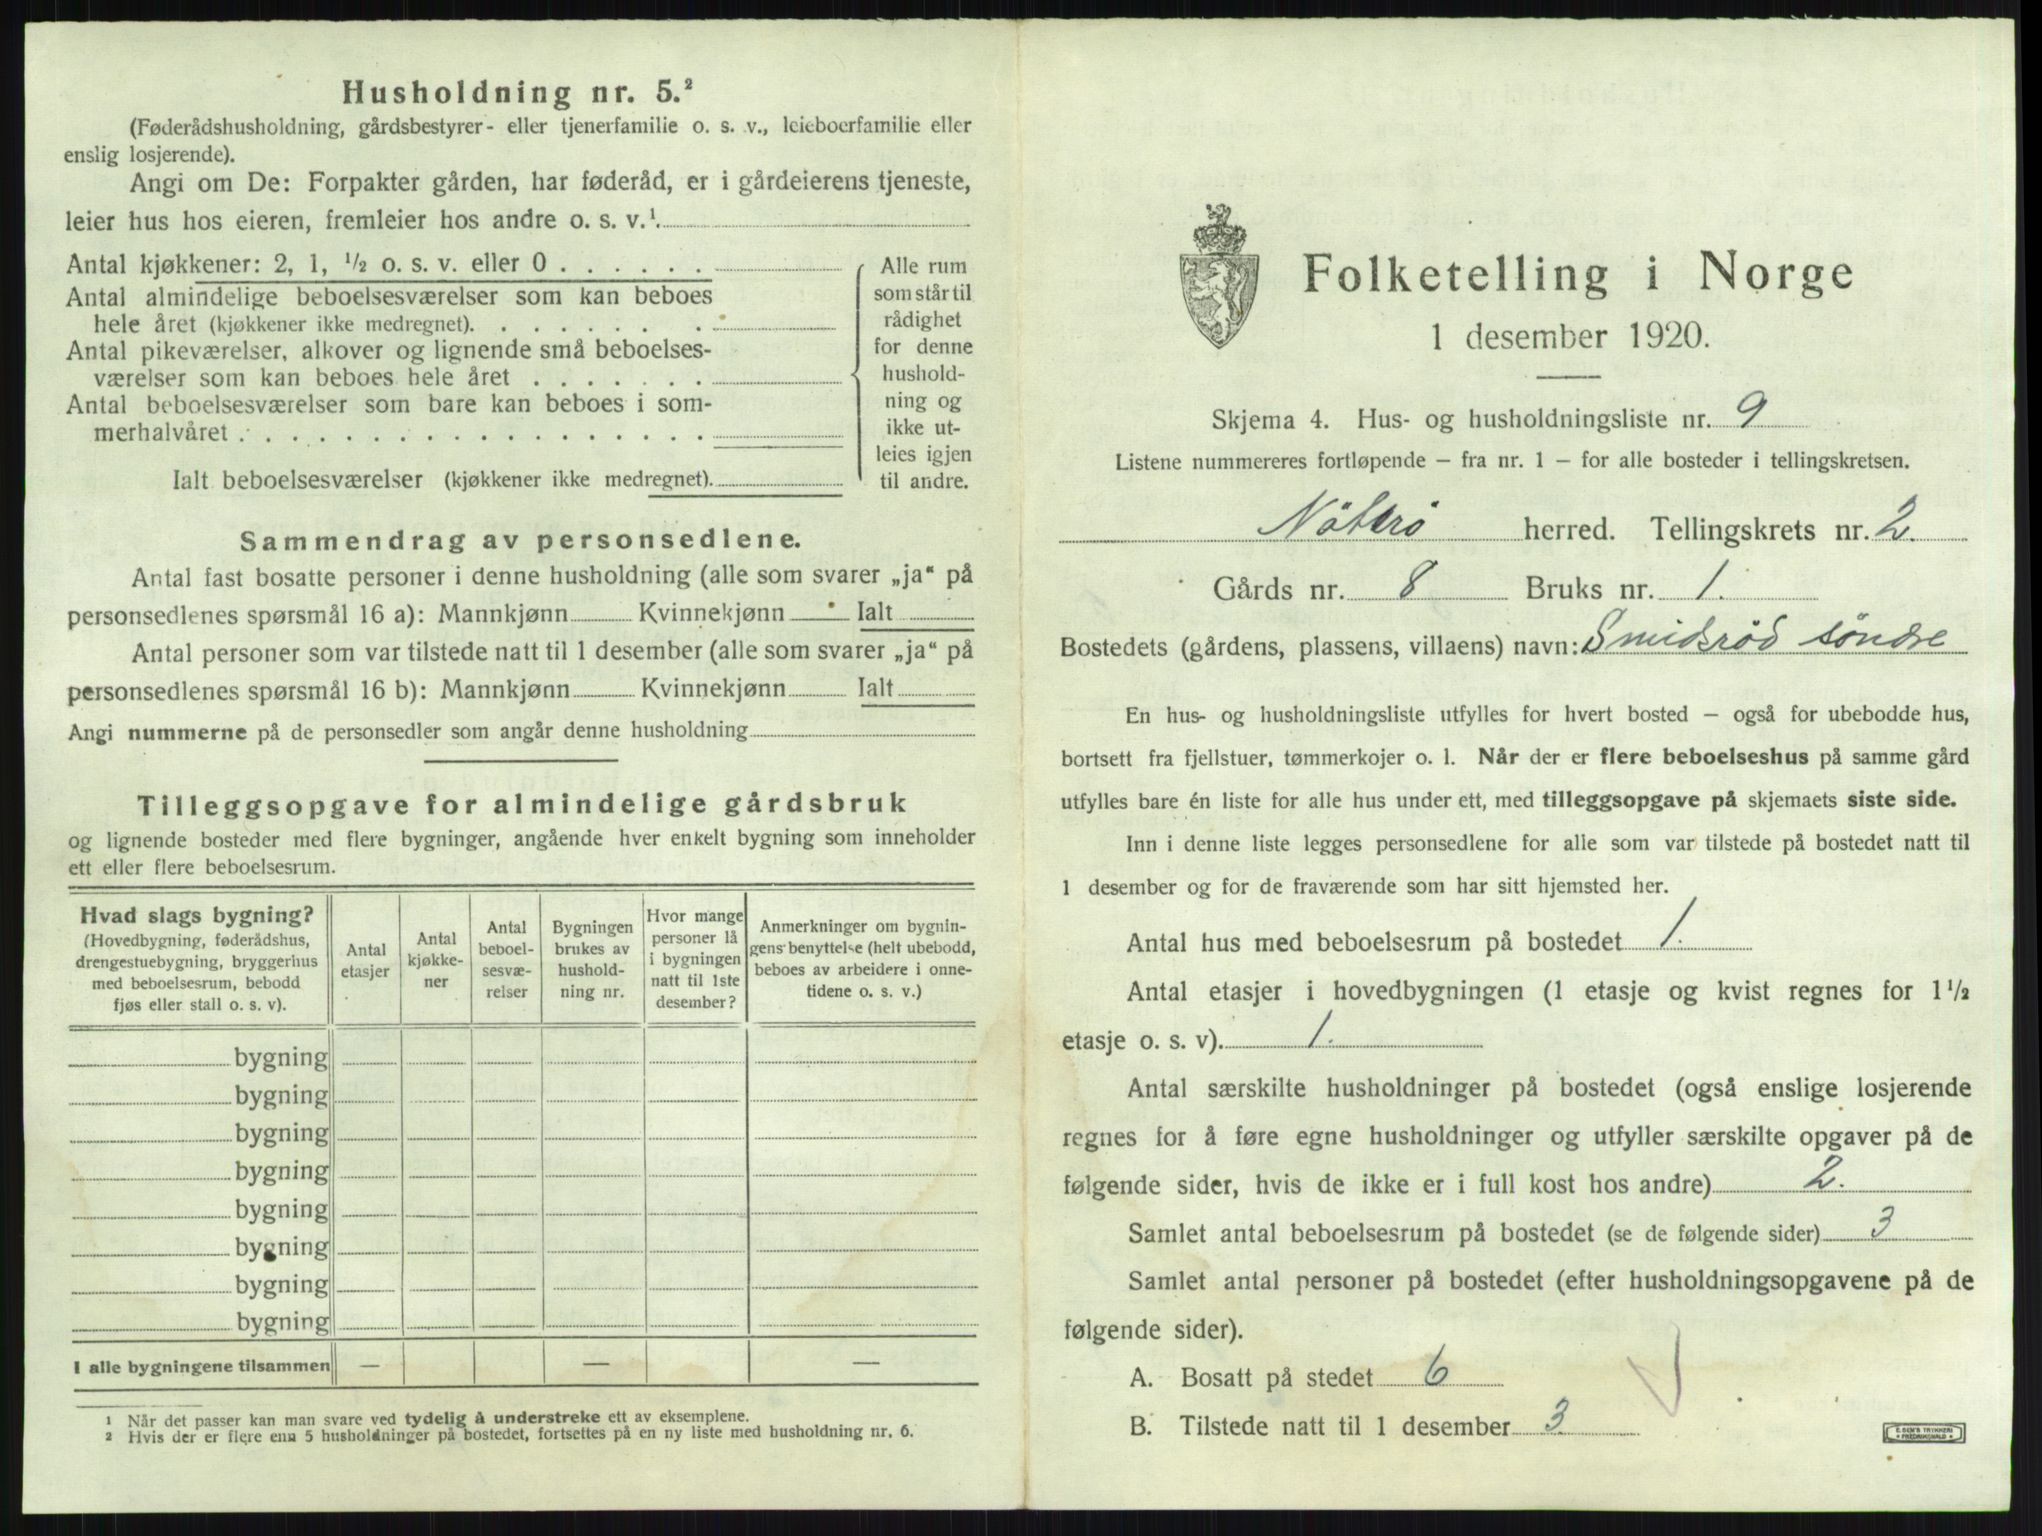 Husholdning nr. 5.²
(Føderådshusholdning, gårdsbestyrer- eller tjenerfamilie o. s. v., leieboerfamilie eller
enslig losjerende).
Angi om De: Forpakter gården, har føderåd, er i gårdeierens tjeneste,
leier hus hos eieren, fremleier hos andre o. s. v.¹.
Antal kjøkkener: 2, 1, ½ o. s. v. eller 0 . . . . . .
Antal almindelige beboelsesværelser som kan beboes
hele året (kjøkkener ikke medregnet). . . . . . . .
Antal pikeværelser, alkover og lignende små beboelses-
værelser som kan beboes hele året . . . . . . .
Antal beboelsesværelser som bare kan beboes i som-
merhalvåret . . . . . . . . . . . . . . . . . .
Ialt beboelsesværelser (kjøkkener ikke medregnet).
Alle rum
som står til
rådighet
for denne
hushold-
ning og
ikke ut-
leies igjen
til andre.
Sammendrag av personsedlene.
Antal fast bosatte personer i denne husholdning (alle som svarer „ja“ på
personsedlenes spørsmål 16 a): Mannkjønn Kvinnekjønn Ialt
Antal personer som var tilstede natt til 1 desember (alle som svarer „ja“ på
personsedlenes spørsmål 16 b): Mannkjønn Kvinnekjønn Ialt
Angi nummerne på de personsedler som angår denne husholdning
Tilleggsopgave for almindelige gårdsbruk
og lignende bosteder med flere bygninger, angående hver enkelt bygning som inneholder
ett eller flere beboelsesrum.
Hvad slags bygning?
(Hovedbygning, føderådshus,
drengestuebygning, bryggerhus
med beboelsesrum, bebodd
fjøs eller stall o. s. v).
Antal
etasjer
Antal
kjøkke-
ner
Antal
beboel-
sesvæ-
relser
Bygningen
brukes av
hushold-
ning nr.
Hvor mange
personer lå
i bygningen
natt til 1ste
desember?
Anmerkninger om bygnin-
gens benyttelse (helt ubebodd,
beboes av arbeidere i onne-
tidene o. s. v.)
bygning
bygning
bygning
bygning
bygning
bygning
bygning
bygning
I alle bygningene tilsammen — — —
¹ Når det passer kan man svare ved tydelig å understreke ett av eksemplene.
² Hvis der er flere enn 5 husholdninger på bostedet, fortsettes på en ny liste med husholdning nr. 6.
Folketelling i Norge
1 desember 1920.
Skjema 4. Hus- og husholdningsliste nr. 9
Listene nummereres fortløpende – fra nr. 1 – for alle bosteder i tellingskretsen.
Nöterö herred. Tellingskrets nr. 2.
Gårds nr. 8 Bruks nr. 1.
Bostedets (gårdens, plassens, villaens) navn: Smidsrød söndre
En hus- og husholdningsliste utfylles for hvert bosted – også for ubebodde hus,
bortsett fra fjellstuer, tømmerkojer o. l. Når der er flere beboelseshus på samme gård
utfylles bare én liste for alle hus under ett, med tilleggsopgave på skjemaets siste side.
Inn i denne liste legges personsedlene for alle som var tilstede på bostedet natt til
1 desember og for de fraværende som har sitt hjemsted her.
Antal hus med beboelsesrum på bostedet 1.
Antal etasjer i hovedbygningen (1 etasje og kvist regnes for 1½
etasje o. s. v). 1.
Antal særskilte husholdninger på bostedet (også enslige losjerende
regnes for å føre egne husholdninger og utfyller særskilte opgaver på de
følgende sider, hvis de ikke er i full kost hos andre) 2.
Samlet antal beboelsesrum på bostedet (se de følgende sider) 3
Samlet antal personer på bostedet (efter husholdningsopgavene på de
følgende sider).
A. Bosatt på stedet 6
B. Tilstede natt til 1 desember 3.
E. SEM'S TRYKKERI
• FREDRIKSHALD •